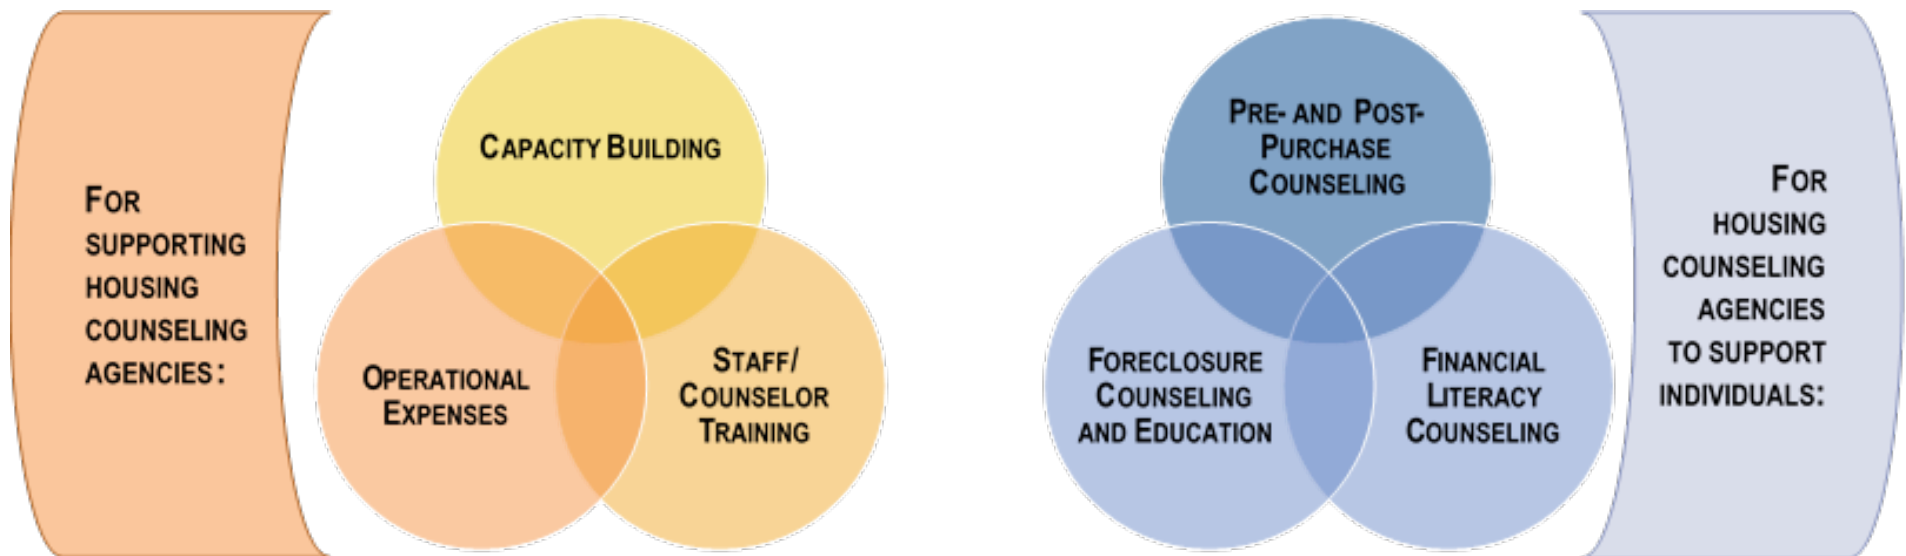 FOR
SUPPORTING
HOUSING
COUNSELING
AGENCIES:
CAPACITY BUILDING
OPERATIONAL
EXPENSES
STAFF/
COUNSELOR
TRAINING
PRE- AND POST-
PURCHASE
COUNSELING
FORECLOSURE
COUNSELING
AND EDUCATION
FINANCIAL
LITERACY
COUNSELING
FOR
HOUSING
COUNSELING
AGENCIES
TO SUPPORT
INDIVIDUALS: